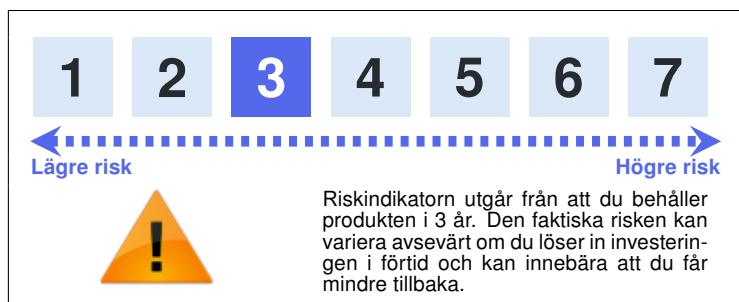 1 2 3 4 5 6 7
Lägre risk Högre risk
!
Riskindikatorn utgår från att du behåller
produkten i 3 år. Den faktiska risken kan
variera avsevärt om du löser in investerin-
gen i förtid och kan innebära att du får
mindre tillbaka.